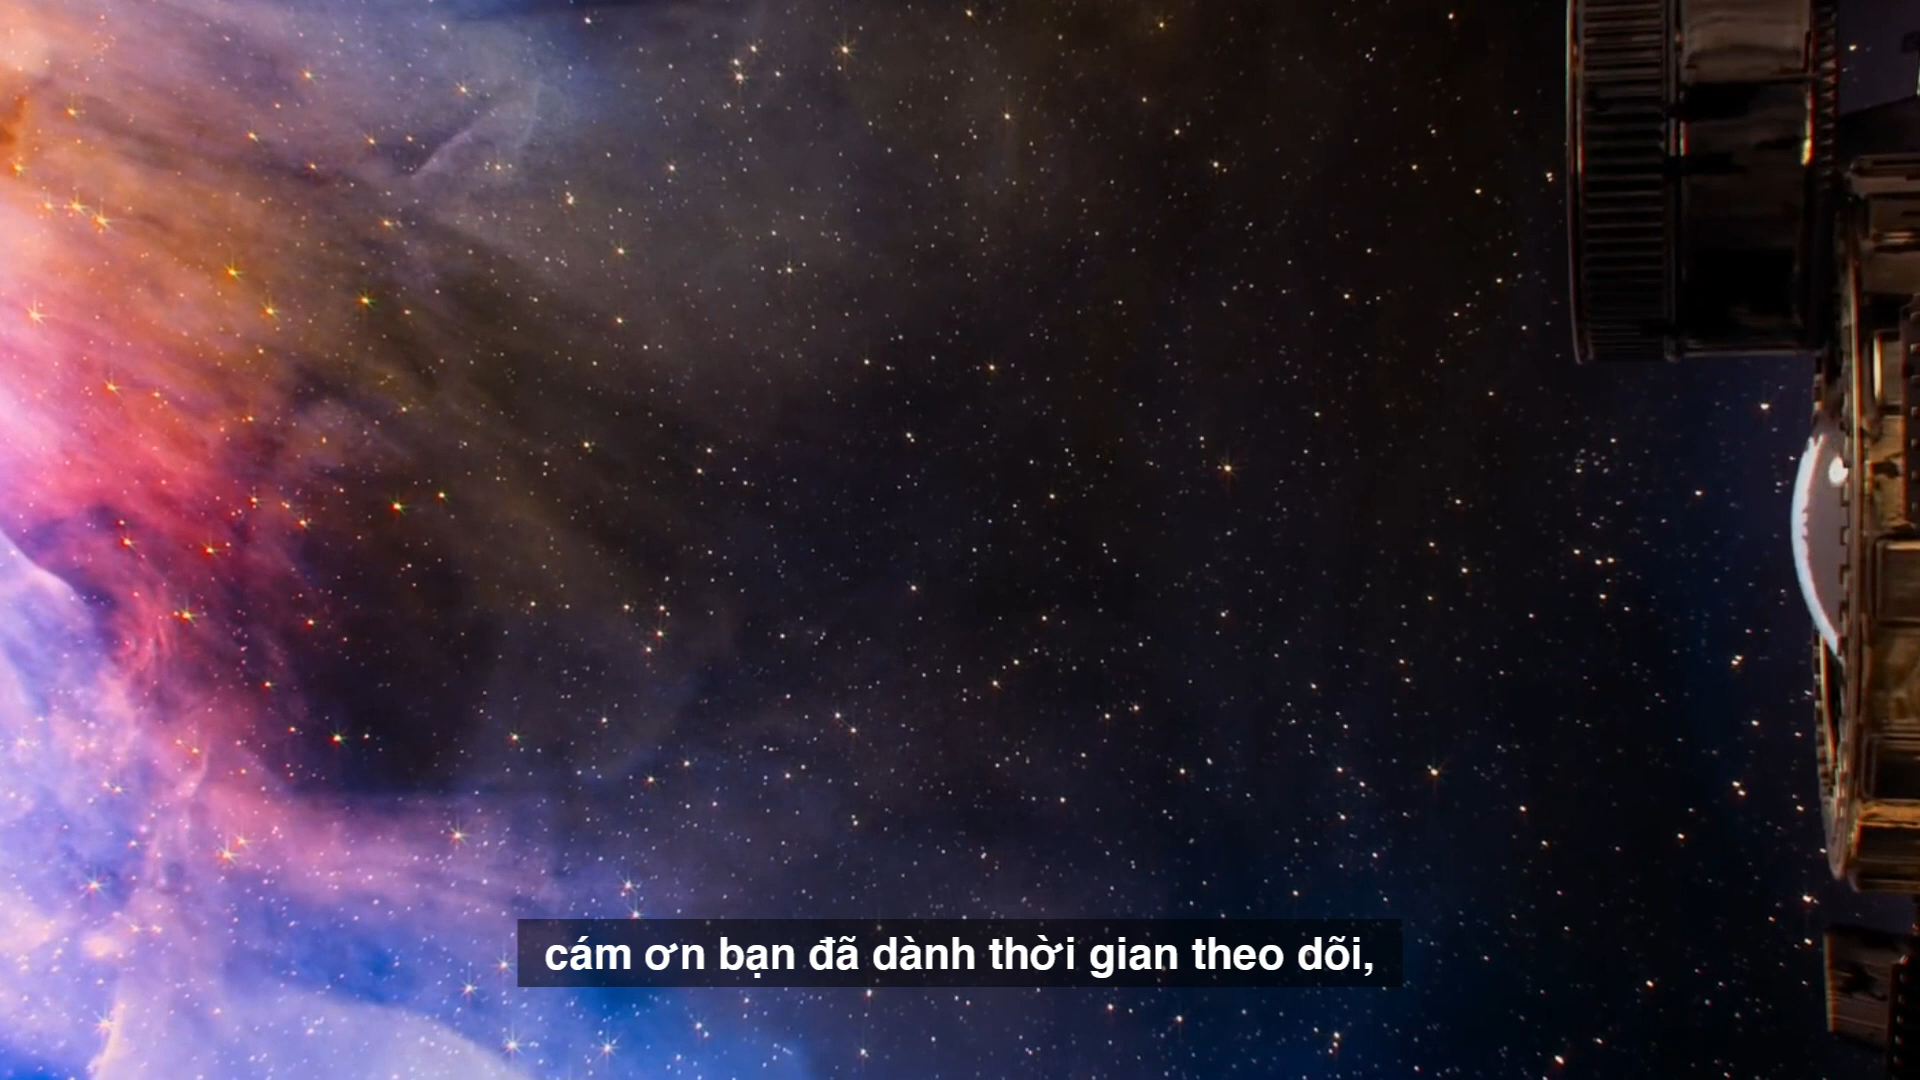 cám ơn bạn đã dành thời gian theo dõi,